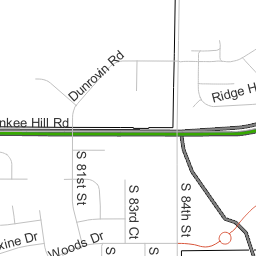 Dunrovin Rd
Ridge H
nkee Hill Rd
S 81st St
S 83rd Ct
S 84th St
xine Dr
Woods Dr